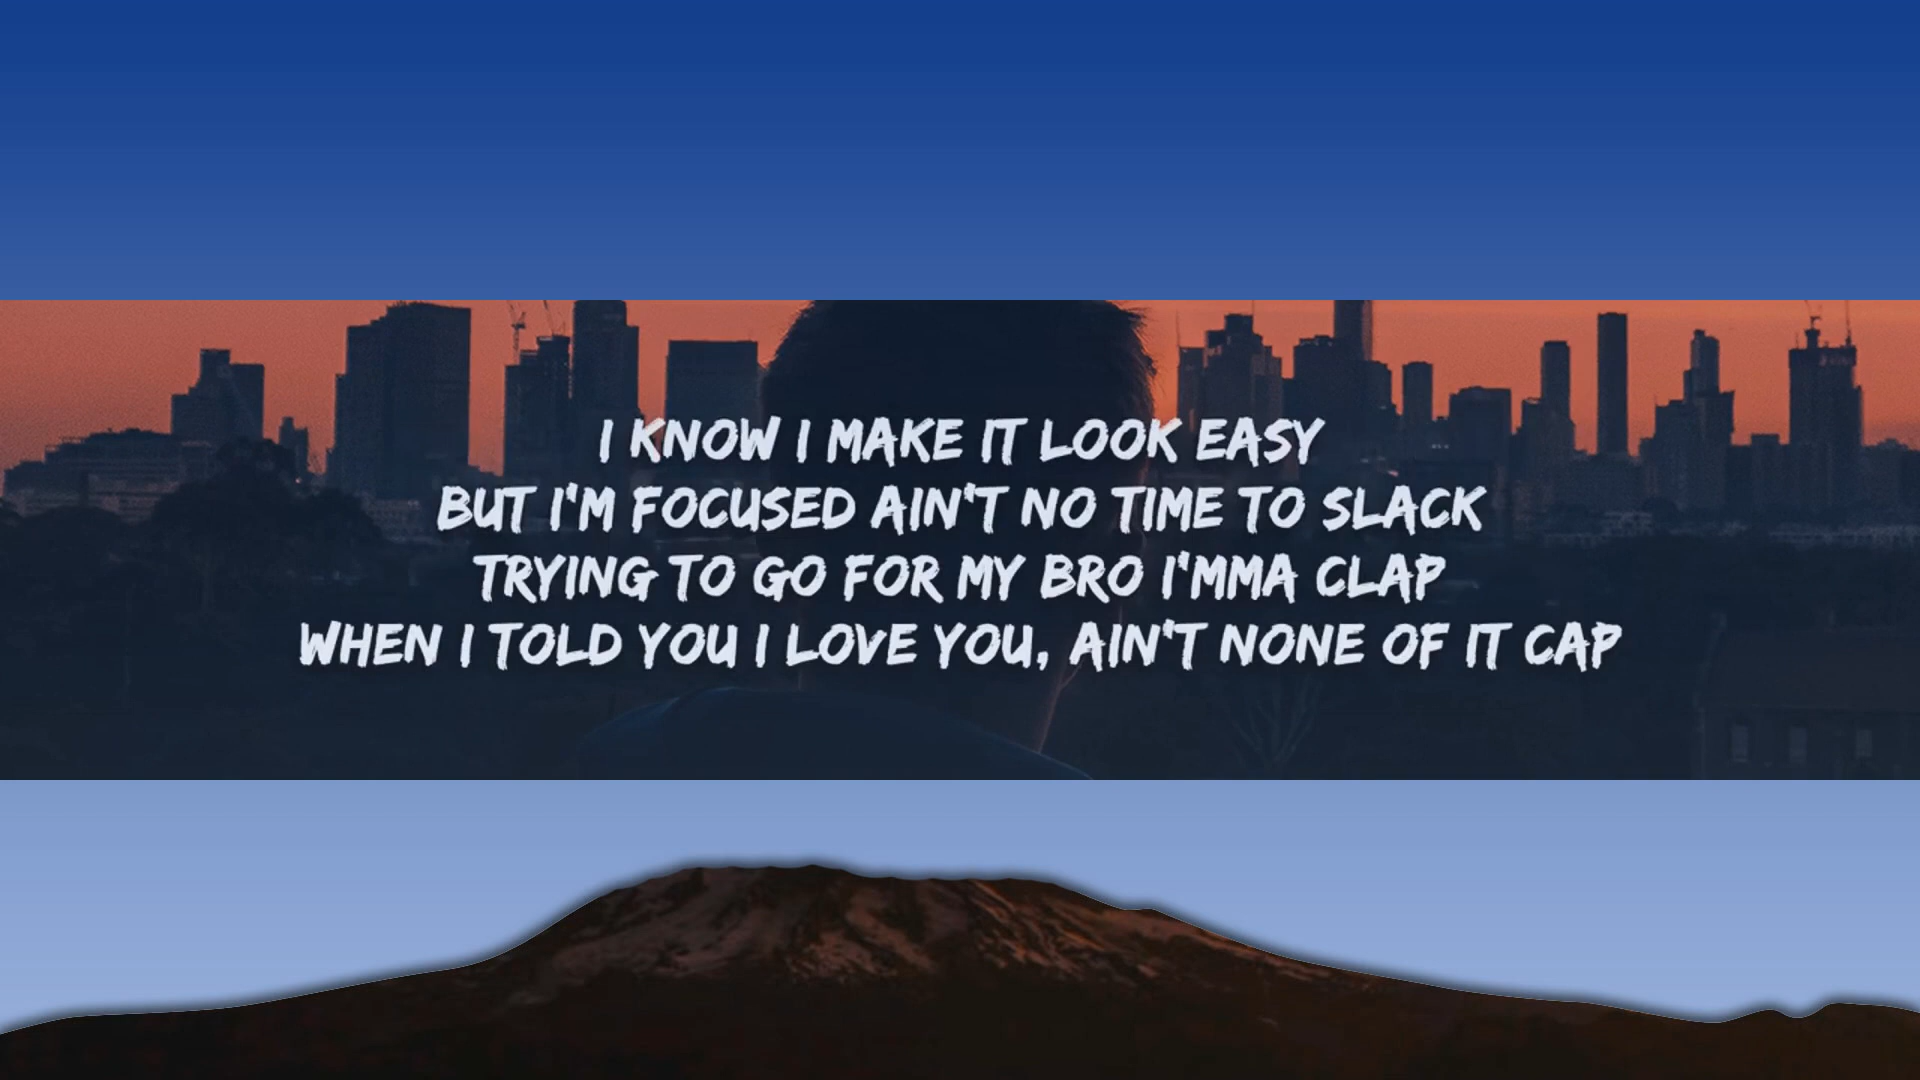 I KNOW I MAKE IT LOOK EASY
BUT I'M FOCUSED AIN'T NO TIME TO SLACK
TRYING TO GO FOR MY BRO I'MMA CLAP
WHEN I TOLD YOU I LOVE YOU, AIN'T NONE OF IT CAP